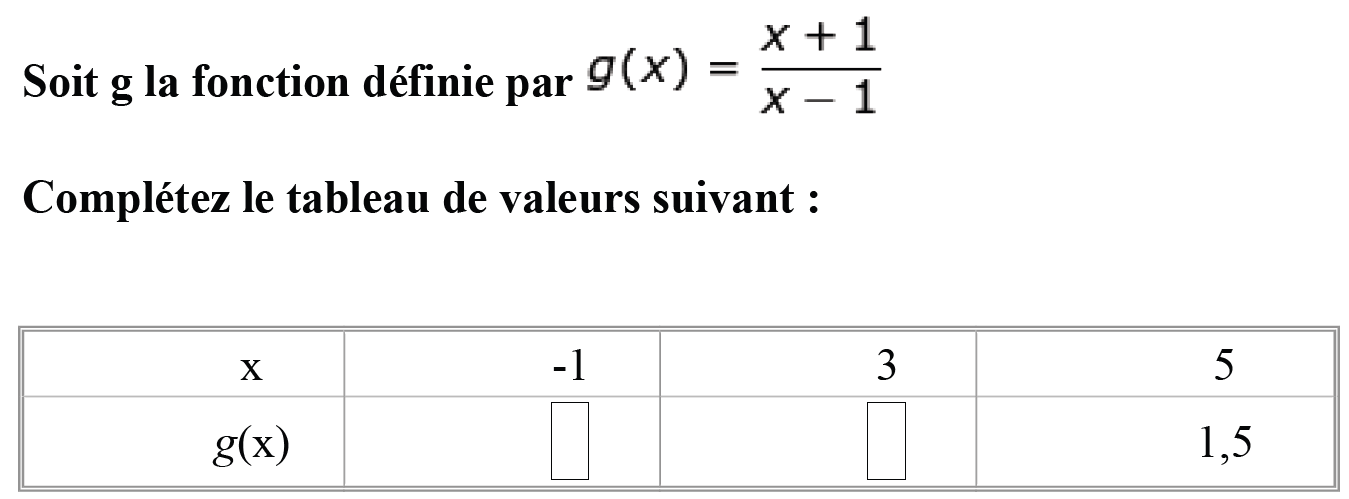 Soit g la fonction définie par g(x) = \frac{x + 1}{x - 1}
Complétez le tableau de valeurs suivant :
x -1 3 5
g(x) 1,5